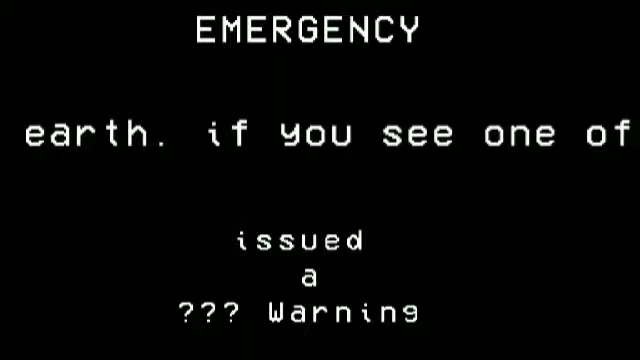 EMERGENCY
earth. if you see one of
issued
a
??? Warning